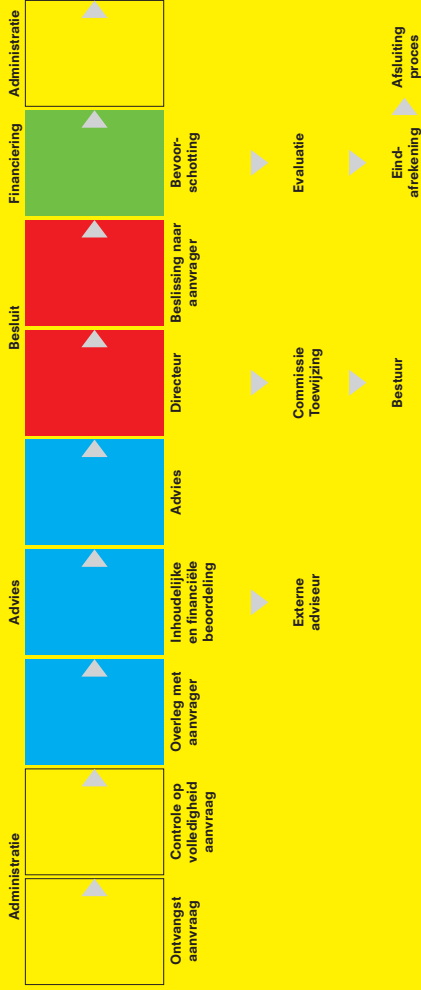 Administratie
Advies
Besluit
Financiering
Administratie
Ontvangst
aanvraag
Controle op
volledigheid
aanvraag
Overleg met
aanvrager
Inhoudelijke
en financiële
beoordeling
Advies
Directeur
Beslissing naar
aanvrager
Bevoor-
schotting
Externe
adviseur
Commissie
Toewijzing
Evaluatie
Bestuur
Eind-
afrekening
Afsluiting
proces